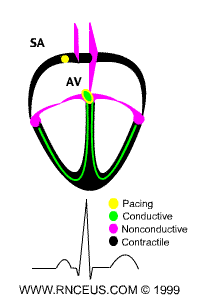 SA
AV
Pacing
Conductive
Nonconductive
Contractile
WWW.RNCEUS.COM © 1999